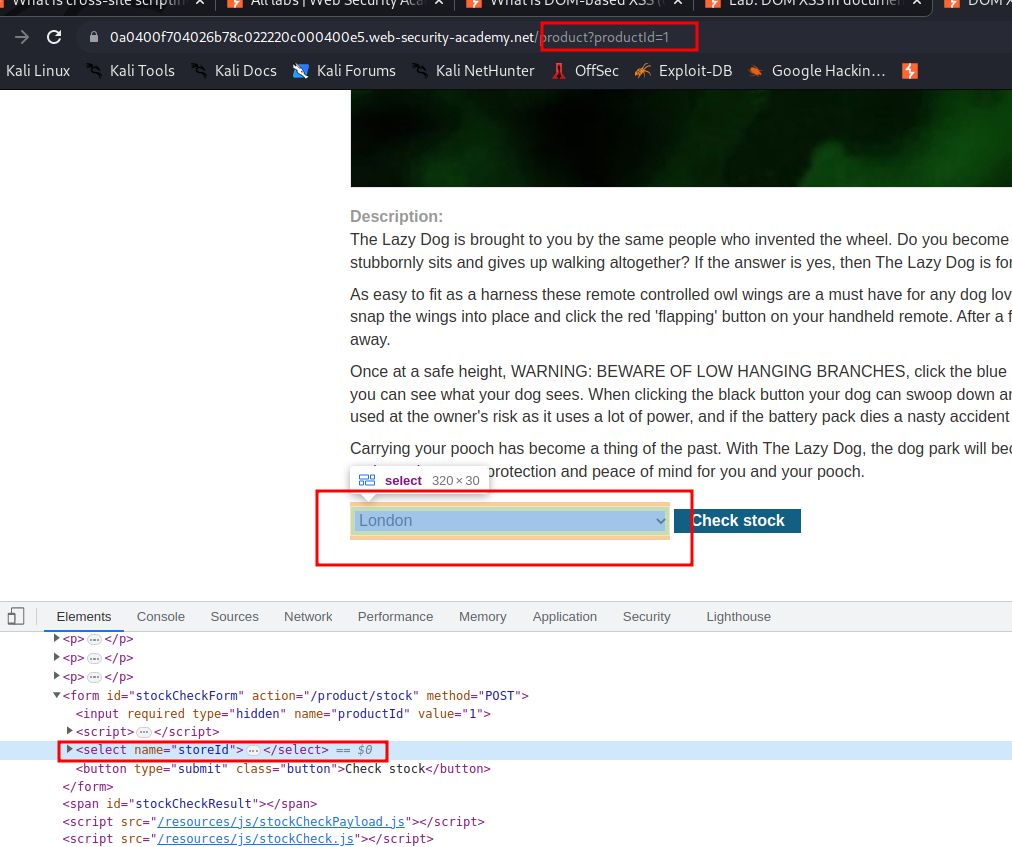 What is cross-site scriptin
All labs | Web Security Aca
What is DOM-based XSS (
Lab: DOM XSS in documen
DOM X
0a0400f704026b78c022220c000400e5.web-security-academy.net/product?productId=1
Kali Linux
Kali Tools
Kali Docs
Kali Forums
Kali NetHunter
OffSec
Exploit-DB
Google Hackin…
Description:
The Lazy Dog is brought to you by the same people who invented the wheel. Do you become
stubbornly sits and gives up walking altogether? If the answer is yes, then The Lazy Dog is for
As easy to fit as a harness these remote controlled owl wings are a must have for any dog lov
snap the wings into place and click the red 'flapping' button on your handheld remote. After a f
away.
Once at a safe height, WARNING: BEWARE OF LOW HANGING BRANCHES, click the blue
you can see what your dog sees. When clicking the black button your dog can swoop down an
used at the owner's risk as it uses a lot of power, and if the battery pack dies a nasty accident
Carrying your pooch has become a thing of the past. With The Lazy Dog, the dog park will bec
protection and peace of mind for you and your pooch.
select 320 × 30
London
Check stock
Elements
Console
Sources
Network
Performance
Memory
Application
Security
Lighthouse
<p>…</p>
<p>…</p>
<p>…</p>
<form id="stockCheckForm" action="/product/stock" method="POST">
<input required type="hidden" name="productId" value="1">
<script>…</script>
<select name="storeId">…</select> == $0
<button type="submit" class="button">Check stock</button>
</form>
<span id="stockCheckResult"></span>
<script src="/resources/js/stockCheckPayload.js"></script>
<script src="/resources/js/stockCheck.js"></script>